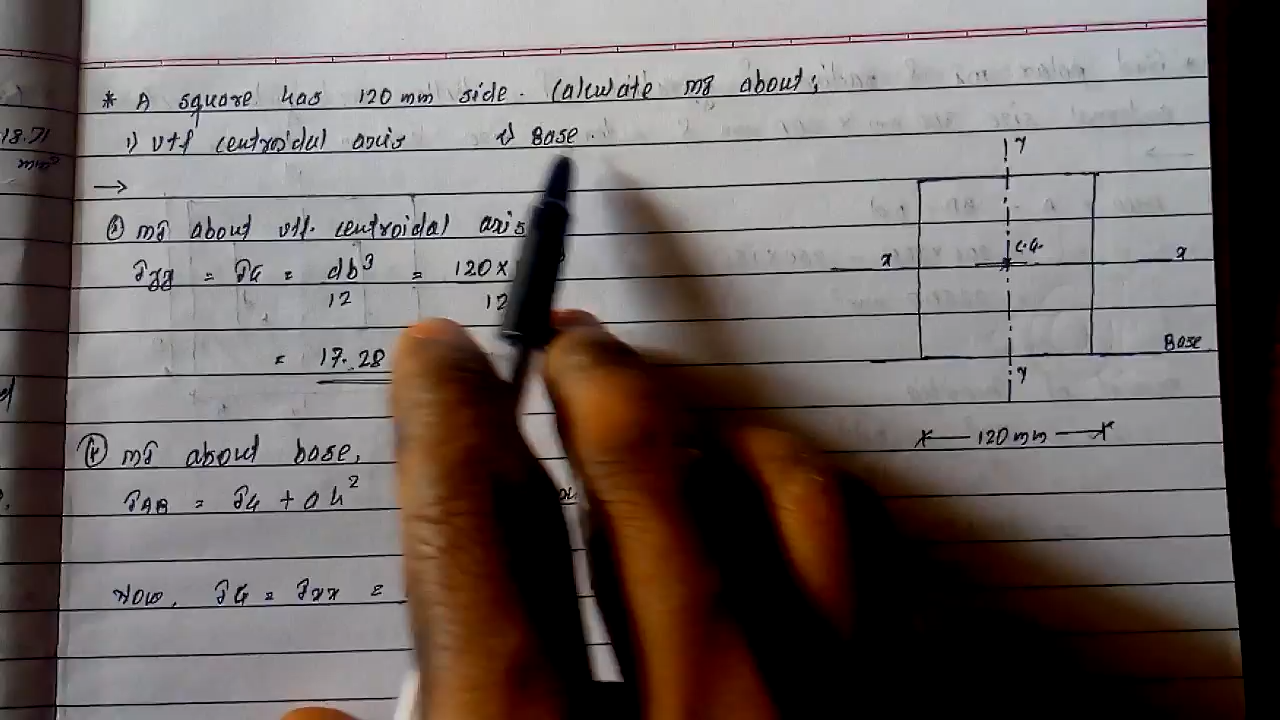 * A square has 120 mm side. Calculate MI about;
i) vtl centroidal axis ii) Base.
→
18.71
mm²
① MI about vtl. centroidal axis
IYY = IG = db³/12 = 120 ×
12
= 17.28
② MI about base,
IAB = IG + ah²
Now, IG = IXX =
Y
C.G.
X
X
Base
Y
120 mm